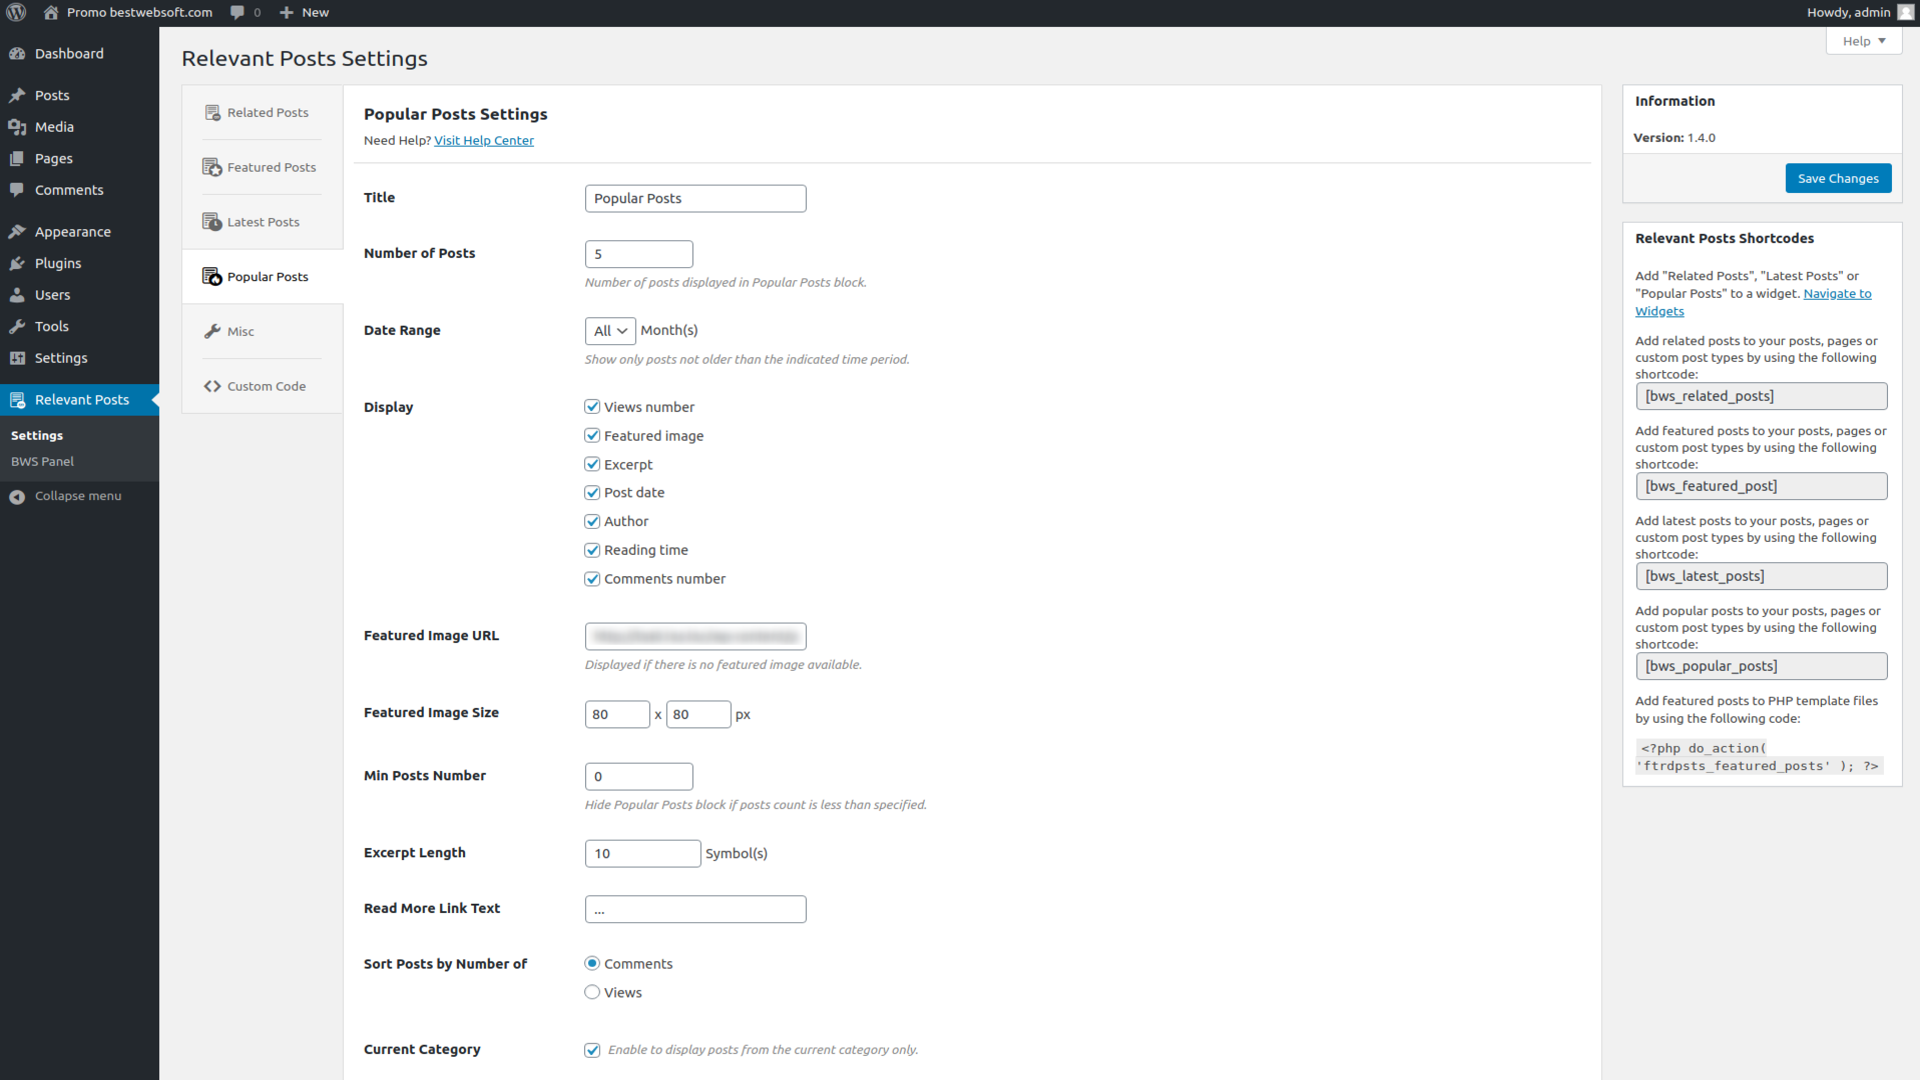 Promo bestwebsoft.com 0 New Howdy, admin
Help
Dashboard
Posts
Media
Pages
Comments
Appearance
Plugins
Users
Tools
Settings
Relevant Posts
Settings
BWS Panel
Collapse menu
Relevant Posts Settings
Related Posts
Featured Posts
Latest Posts
Popular Posts
Misc
Custom Code
Popular Posts Settings
Need Help? Visit Help Center
Title
Popular Posts
Number of Posts
5
Number of posts displayed in Popular Posts block.
Date Range
All Month(s)
Show only posts not older than the indicated time period.
Display
Views number
Featured image
Excerpt
Post date
Author
Reading time
Comments number
Featured Image URL
Displayed if there is no featured image available.
Featured Image Size
80 x 80 px
Min Posts Number
0
Hide Popular Posts block if posts count is less than specified.
Excerpt Length
10 Symbol(s)
Read More Link Text
...
Sort Posts by Number of
Comments
Views
Current Category
Enable to display posts from the current category only.
Information
Version: 1.4.0
Save Changes
Relevant Posts Shortcodes
Add "Related Posts", "Latest Posts" or
"Popular Posts" to a widget. Navigate to
Widgets
Add related posts to your posts, pages or
custom post types by using the following
shortcode:
[bws_related_posts]
Add featured posts to your posts, pages or
custom post types by using the following
shortcode:
[bws_featured_post]
Add latest posts to your posts, pages or
custom post types by using the following
shortcode:
[bws_latest_posts]
Add popular posts to your posts, pages or
custom post types by using the following
shortcode:
[bws_popular_posts]
Add featured posts to PHP template files
by using the following code:
<?php do_action(
'ftrdpsts_featured_posts' ); ?>